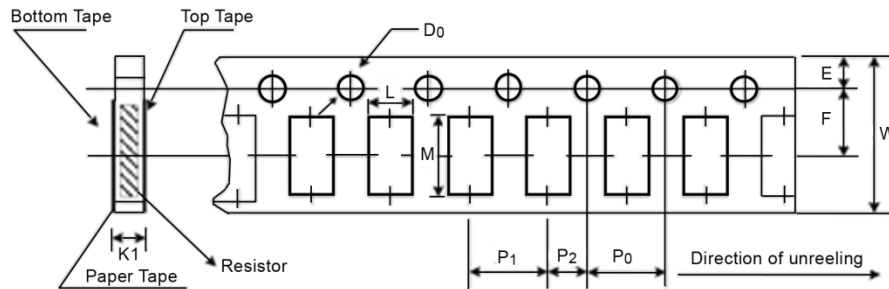 Bottom Tape
Top Tape
D0
L
E
F
W
M
K1
P1
P2
P0
Direction of unreeling
Resistor
Paper Tape